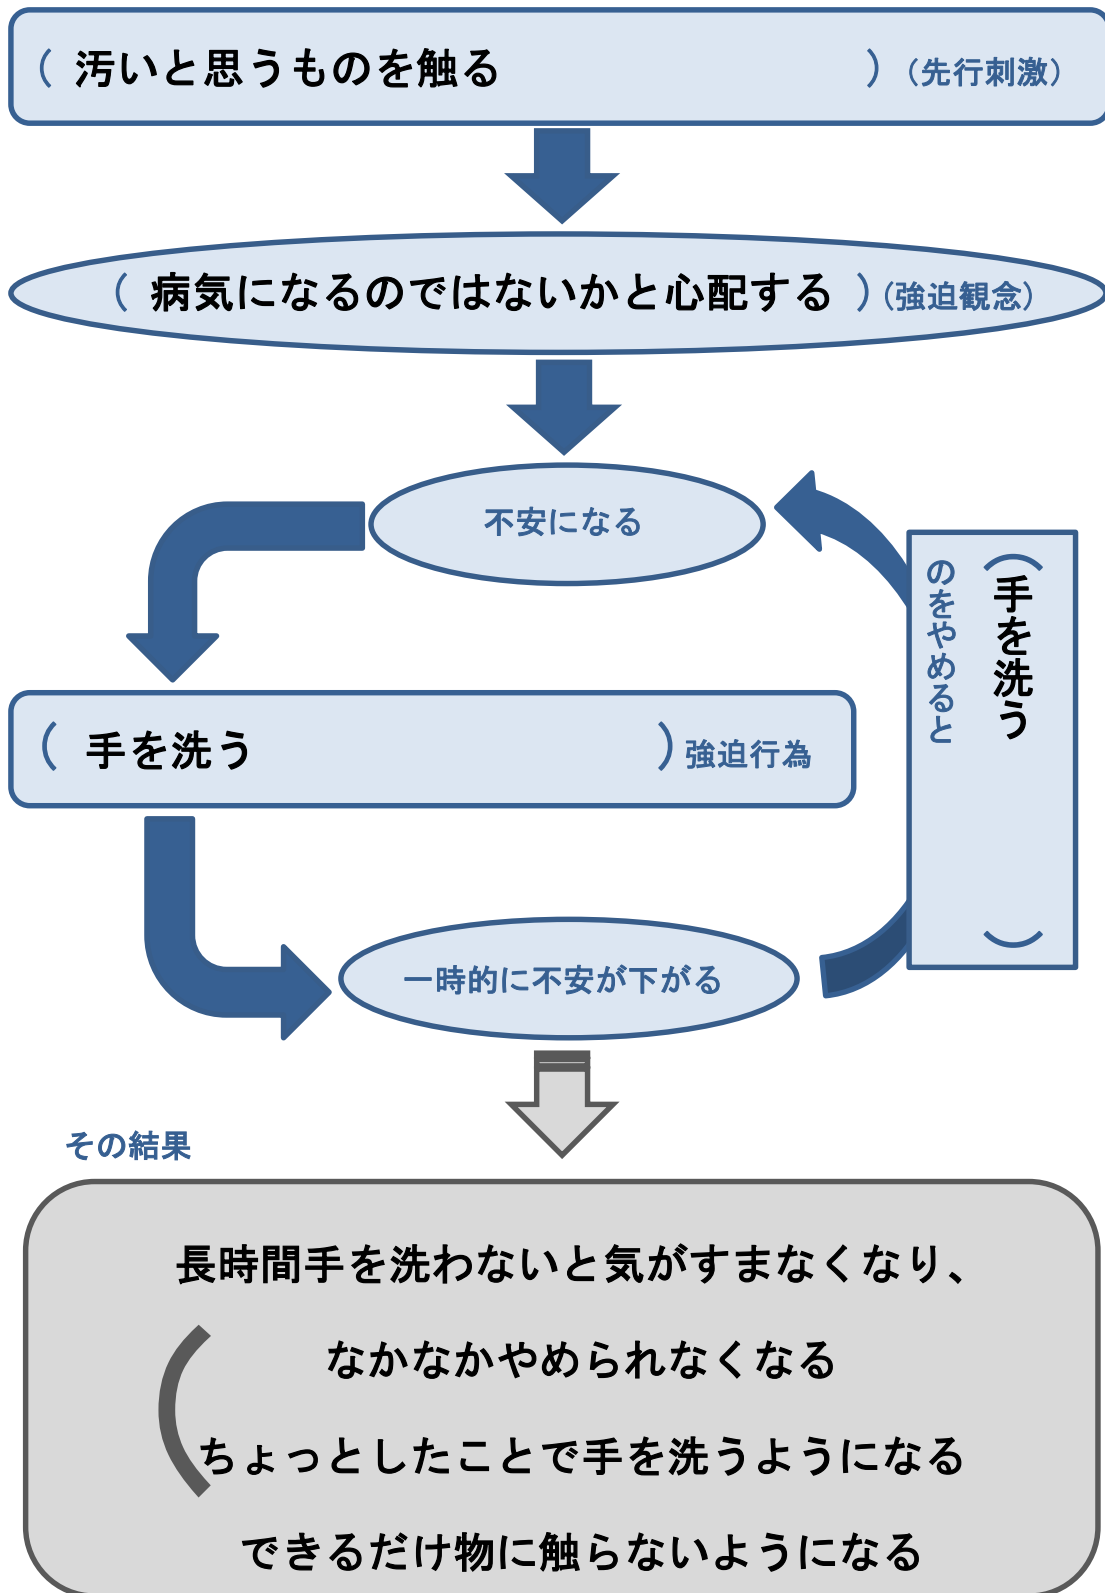 （ 汚いと思うものを触る ）（先行刺激）
（ 病気になるのではないかと心配する ）（強迫観念）
不安になる
（手を洗う ）
のをやめると
（ 手を洗う ）強迫行為
一時的に不安が下がる
その結果
長時間手を洗わないと気がすまなくなり、
なかなかやめられなくなる
（
ちょっとしたことで手を洗うようになる
できるだけ物に触らないようになる